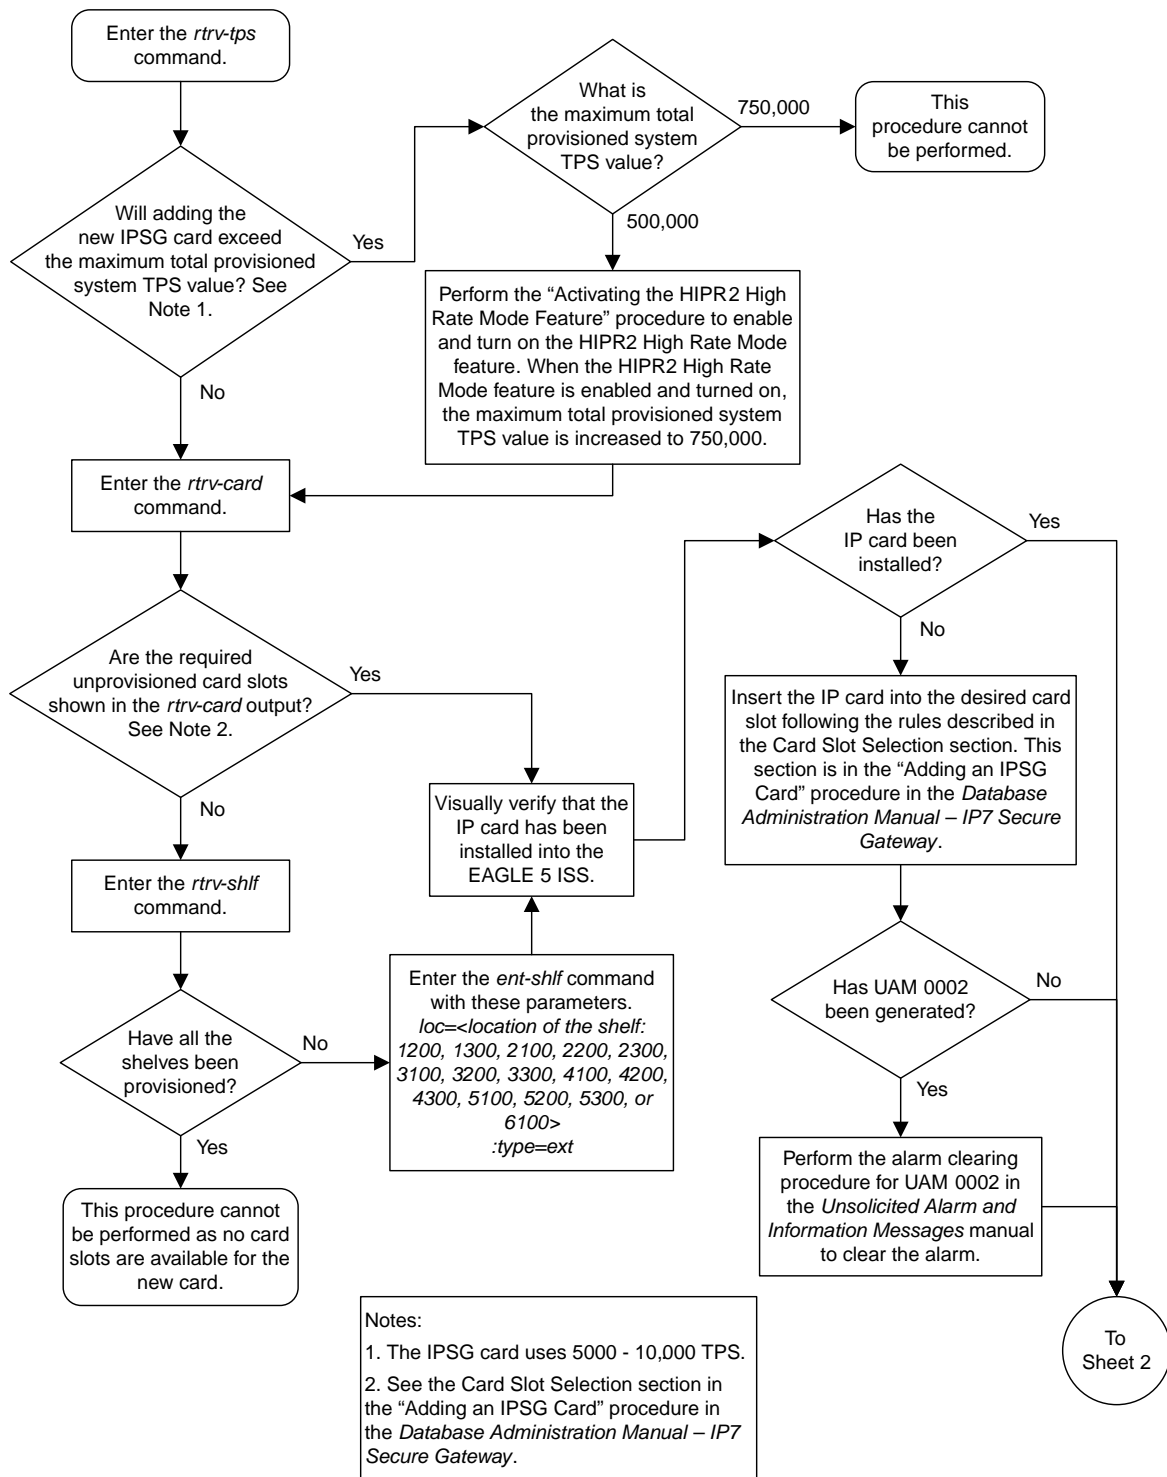 Enter the rtrv-tps
command.
Will adding the
new IPSG card exceed
the maximum total provisioned
system TPS value? See
Note 1.
Yes
No
What is
the maximum total
provisioned system
TPS value?
750,000
This
procedure cannot
be performed.
500,000
Perform the “Activating the HIPR2 High
Rate Mode Feature” procedure to enable
and turn on the HIPR2 High Rate Mode
feature. When the HIPR2 High Rate
Mode feature is enabled and turned on,
the maximum total provisioned system
TPS value is increased to 750,000.
Enter the rtrv-card
command.
Are the required
unprovisioned card slots
shown in the rtrv-card output?
See Note 2.
Yes
No
Enter the rtrv-shlf
command.
Have all the
shelves been
provisioned?
No
Yes
This procedure cannot
be performed as no card
slots are available for the
new card.
Enter the ent-shlf command
with these parameters.
loc=<location of the shelf:
1200, 1300, 2100, 2200, 2300,
3100, 3200, 3300, 4100, 4200,
4300, 5100, 5200, 5300, or
6100>
:type=ext
Visually verify that the
IP card has been
installed into the
EAGLE 5 ISS.
Has the
IP card been
installed?
Yes
No
Insert the IP card into the desired card
slot following the rules described in
the Card Slot Selection section. This
section is in the “Adding an IPSG
Card” procedure in the Database
Administration Manual – IP7 Secure
Gateway.
Has UAM 0002
been generated?
No
Yes
Perform the alarm clearing
procedure for UAM 0002 in
the Unsolicited Alarm and
Information Messages manual
to clear the alarm.
To
Sheet 2
Notes:
1. The IPSG card uses 5000 - 10,000 TPS.
2. See the Card Slot Selection section in
the “Adding an IPSG Card” procedure in
the Database Administration Manual – IP7
Secure Gateway.